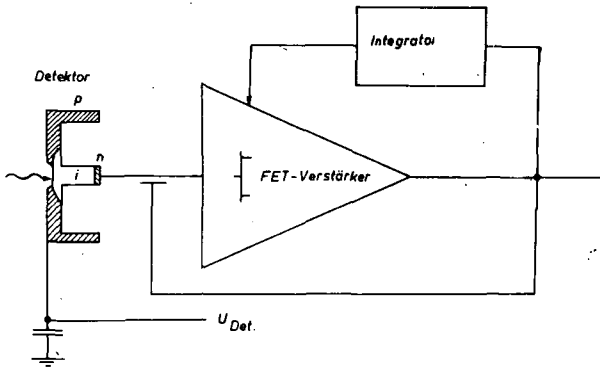 Integrator
Detektor
p
n
i
FET-Verstärker
U Det.